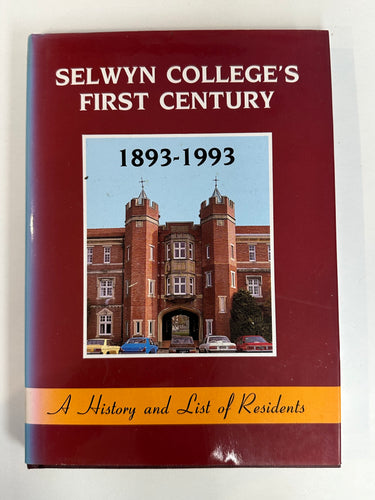 SELWYN COLLEGE'S
FIRST CENTURY
1893-1993
A History and List of Residents